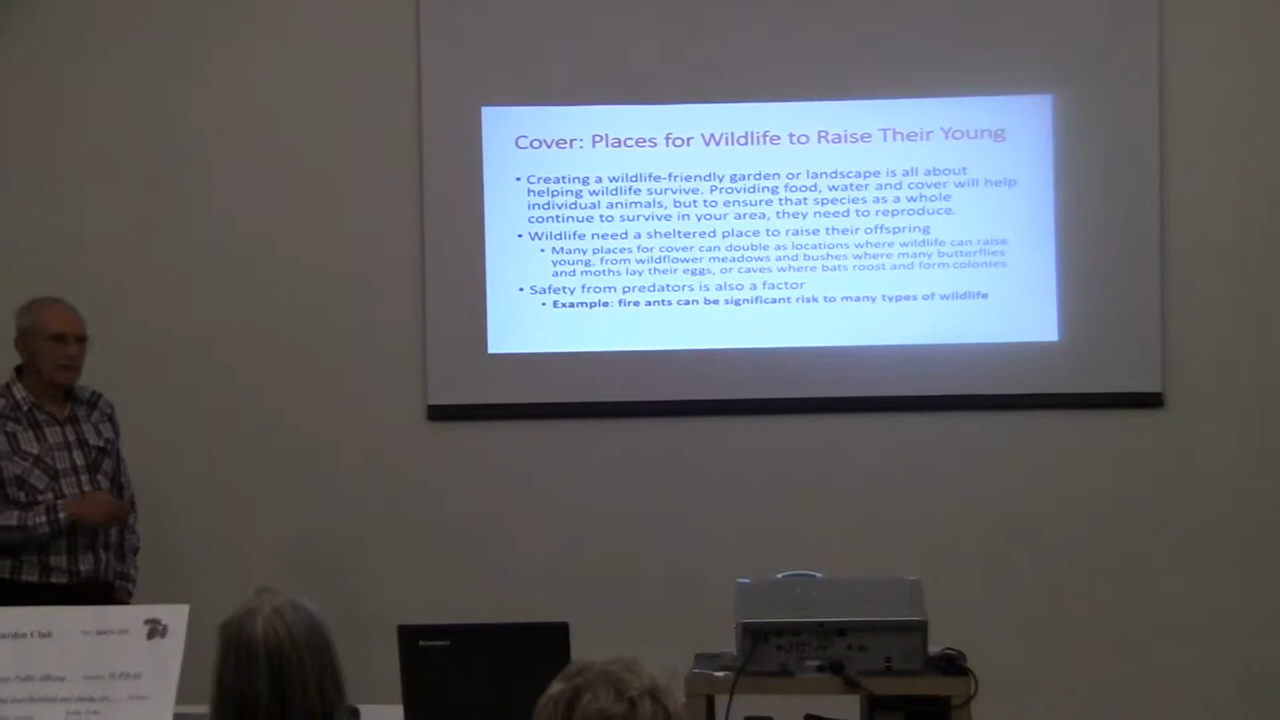 Cover: Places for Wildlife to Raise Their Young
• Creating a wildlife-friendly garden or landscape is all about
helping wildlife survive. Providing food, water and cover will help
individual animals, but to ensure that species as a whole
continue to survive in your area, they need to reproduce.
• Wildlife need a sheltered place to raise their offspring
• Many places for cover can double as locations where wildlife can raise
young, from wildflower meadows and bushes where many butterflies
and moths lay their eggs, or caves where bats roost and form colonies
• Safety from predators is also a factor
• Example: fire ants can be significant risk to many types of wildlife
Club
Public Library
lenovo